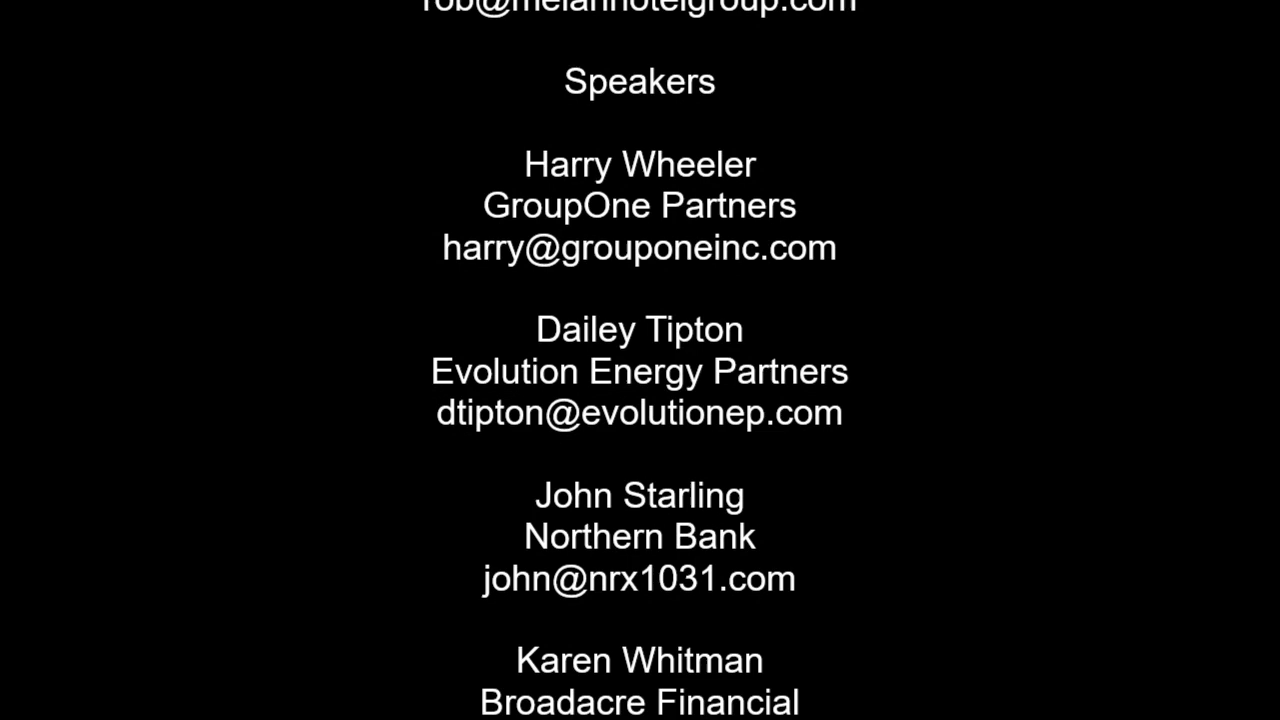 Speakers
Harry Wheeler
GroupOne Partners
harry@grouponeinc.com
Dailey Tipton
Evolution Energy Partners
dtipton@evolutionep.com
John Starling
Northern Bank
john@nrx1031.com
Karen Whitman
Broadacre Financial